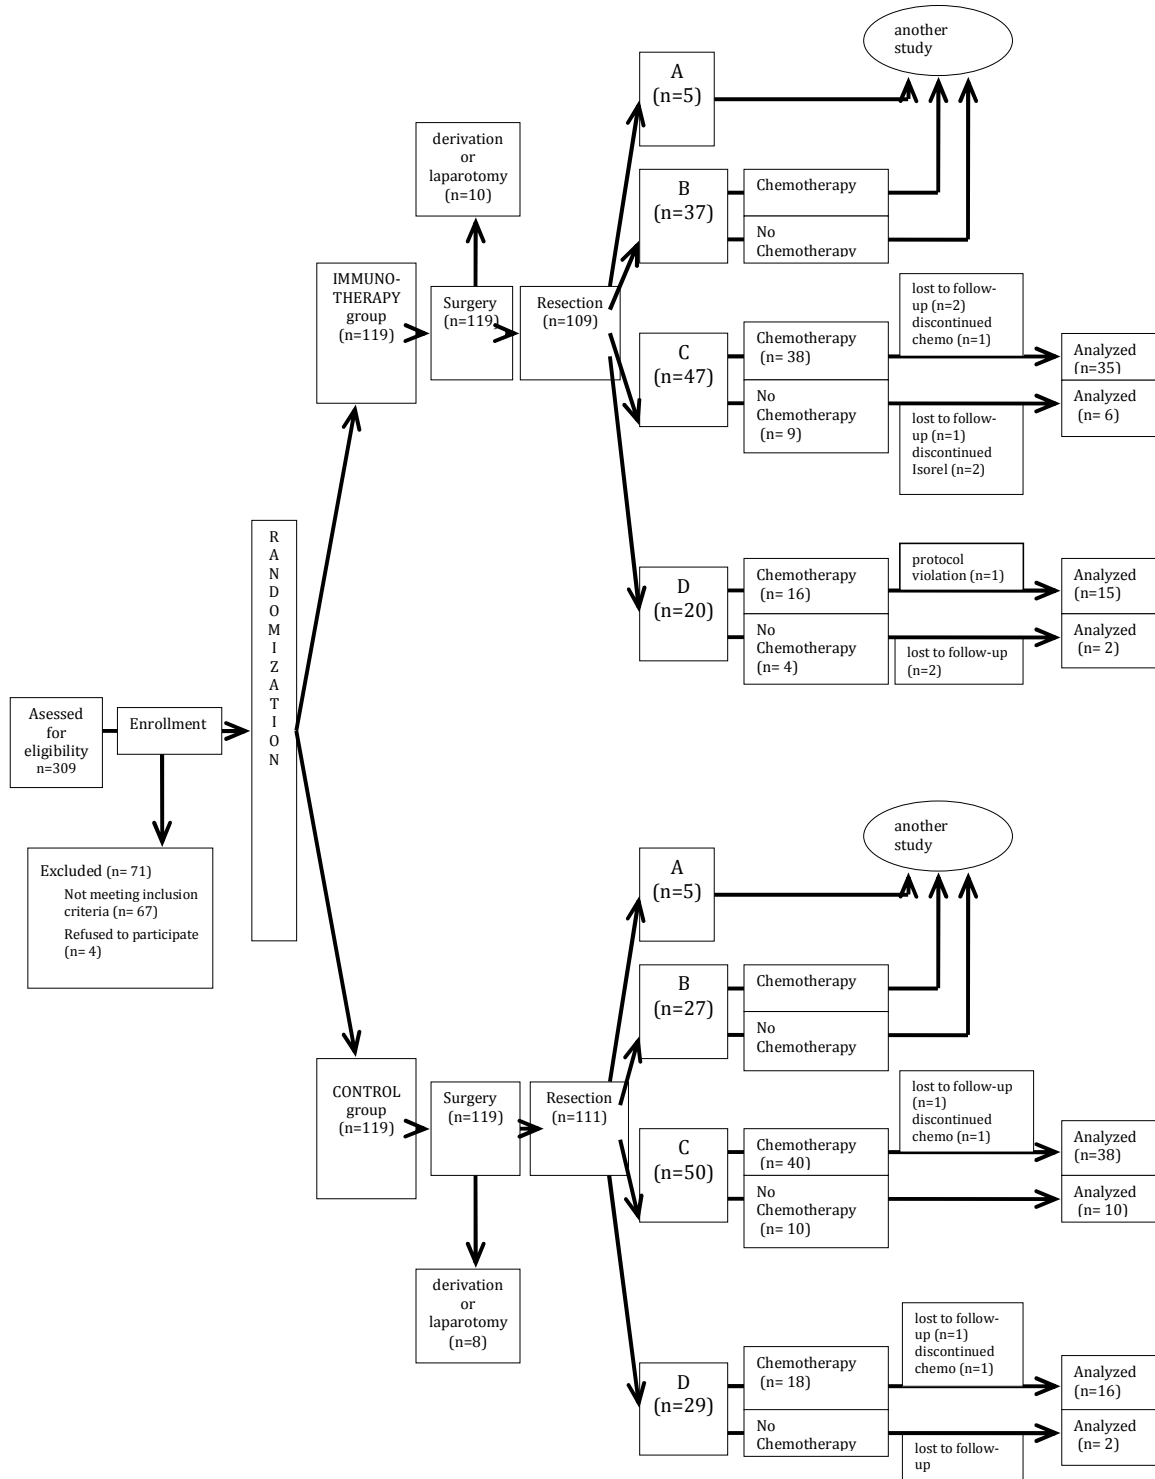 another
study
A
(n=5)
derivation
or
laparotomy
(n=10)
B
(n=37)
Chemotherapy
No
Chemotherapy
IMMUNO-
THERAPY
group
(n=119)
Surgery
(n=119)
Resection
(n=109)
lost to follow-
up (n=2)
discontinued
chemo (n=1)
C
(n=47)
Chemotherapy
(n= 38)
Analyzed
(n=35)
No
Chemotherapy
(n= 9)
Analyzed
(n= 6)
lost to follow-
up (n=1)
discontinued
Isorel (n=2)
R
A
N
D
O
M
I
Z
A
T
I
O
N
D
(n=20)
Chemotherapy
(n= 16)
protocol
violation (n=1)
Analyzed
(n=15)
No
Chemotherapy
(n= 4)
lost to follow-up
(n=2)
Analyzed
(n= 2)
Asessed
for
eligibility
n=309
Enrollment
Excluded (n= 71)
Not meeting inclusion
criteria (n= 67)
Refused to participate
(n= 4)
another
study
A
(n=5)
B
(n=27)
Chemotherapy
No
Chemotherapy
CONTROL
group
(n=119)
Surgery
(n=119)
Resection
(n=111)
lost to follow-up
(n=1)
discontinued
chemo (n=1)
C
(n=50)
Chemotherapy
(n= 40)
Analyzed
(n=38)
No
Chemotherapy
(n= 10)
Analyzed
(n= 10)
derivation
or
laparotomy
(n=8)
lost to follow-
up (n=1)
discontinued
chemo (n=1)
D
(n=29)
Chemotherapy
(n= 18)
Analyzed
(n=16)
No
Chemotherapy
Analyzed
(n= 2)
lost to follow-
up